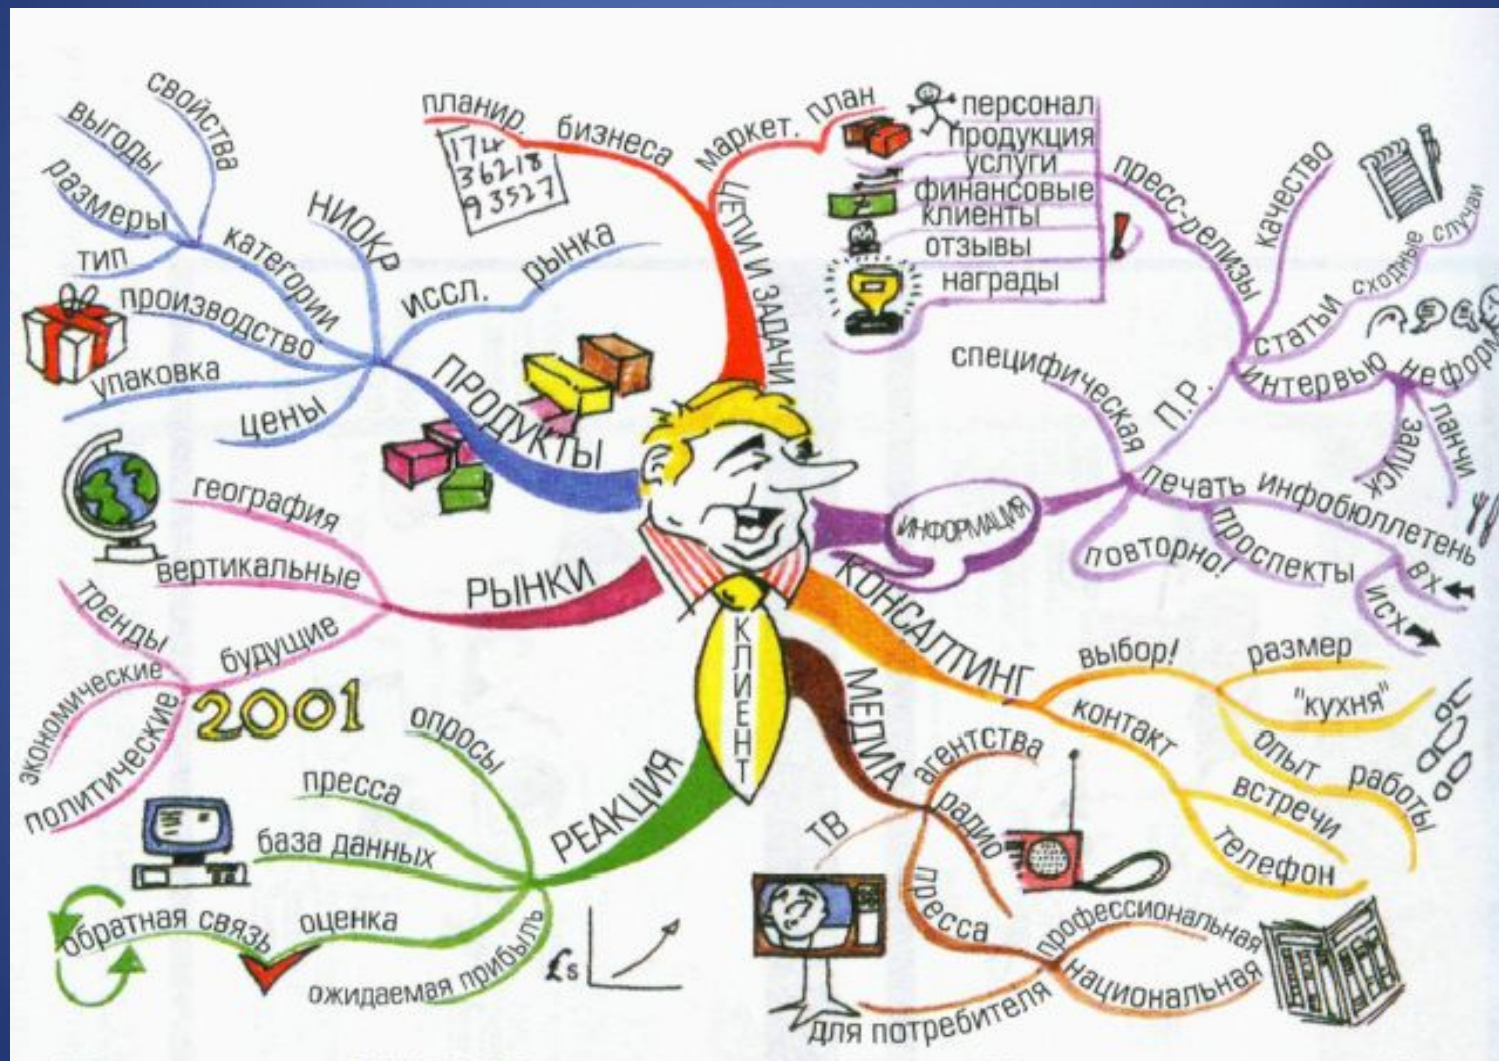 КЛИЕНТ
ЦЕЛИ И ЗАДАЧИ
планир. бизнеса
174
36218
93527
маркет. план
ИНФОРМАЦИЯ
П.Р.
пресс-релизы
персонал
продукция
услуги
финансовые
клиенты
отзывы
награды
!
качество
статьи
сходные случаи
интервью
неформ
ланчи
запуск
специфическая
печать
инфобюллетень
вх
исх
проспекты
повторно!
КОНСАЛТИНГ
выбор!
размер
"кухня"
опыт работы
контакт
встречи
телефон
МЕДИА
агентства
радио
ТВ
пресса
профессиональная
национальная
для потребителя
РЕАКЦИЯ
опросы
пресса
база данных
оценка
обратная связь
ожидаемая прибыль
£s
РЫНКИ
география
вертикальные
будущие
2001
тренды
экономические
политические
ПРОДУКТЫ
иссл. рынка
НИОКР
категории
свойства
выгоды
размеры
тип
производство
упаковка
цены